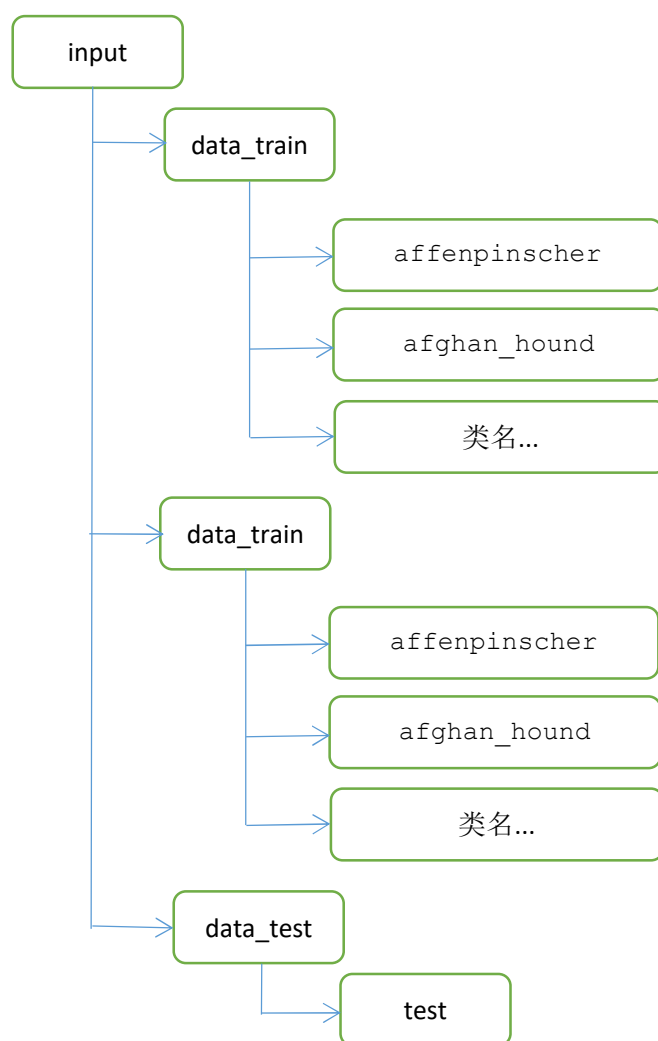 input
data_train
affenpinscher
afghan_hound
类名...
data_train
affenpinscher
afghan_hound
类名...
data_test
test